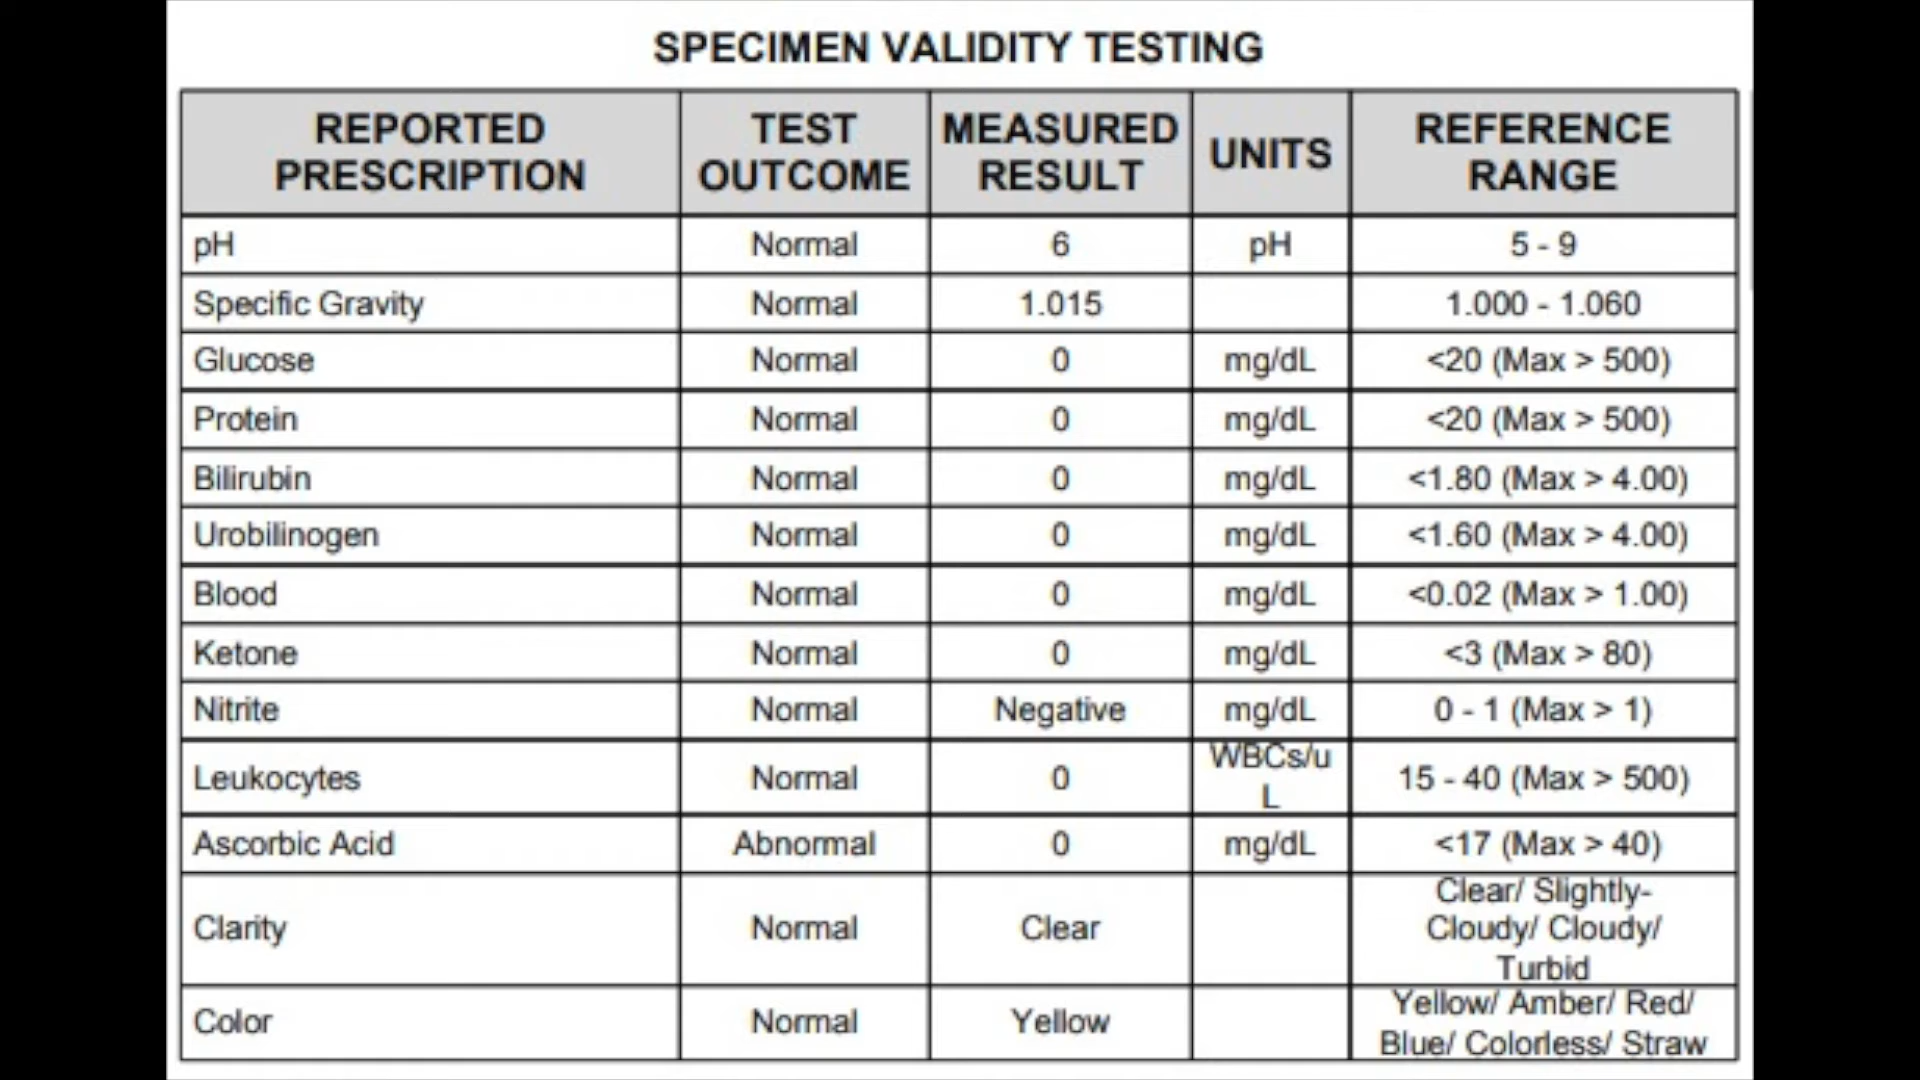 SPECIMEN VALIDITY TESTING
REPORTED PRESCRIPTION TEST OUTCOME MEASURED RESULT UNITS REFERENCE RANGE
pH Normal 6 pH 5 - 9
Specific Gravity Normal 1.015 1.000 - 1.060
Glucose Normal 0 mg/dL <20 (Max > 500)
Protein Normal 0 mg/dL <20 (Max > 500)
Bilirubin Normal 0 mg/dL <1.80 (Max > 4.00)
Urobilinogen Normal 0 mg/dL <1.60 (Max > 4.00)
Blood Normal 0 mg/dL <0.02 (Max > 1.00)
Ketone Normal 0 mg/dL <3 (Max > 80)
Nitrite Normal Negative mg/dL 0 - 1 (Max > 1)
Leukocytes Normal 0 WBCs/uL 15 - 40 (Max > 500)
Ascorbic Acid Abnormal 0 mg/dL <17 (Max > 40)
Clarity Normal Clear Clear/ Slightly-Cloudy/ Cloudy/ Turbid
Color Normal Yellow Yellow/ Amber/ Red/ Blue/ Colorless/ Straw